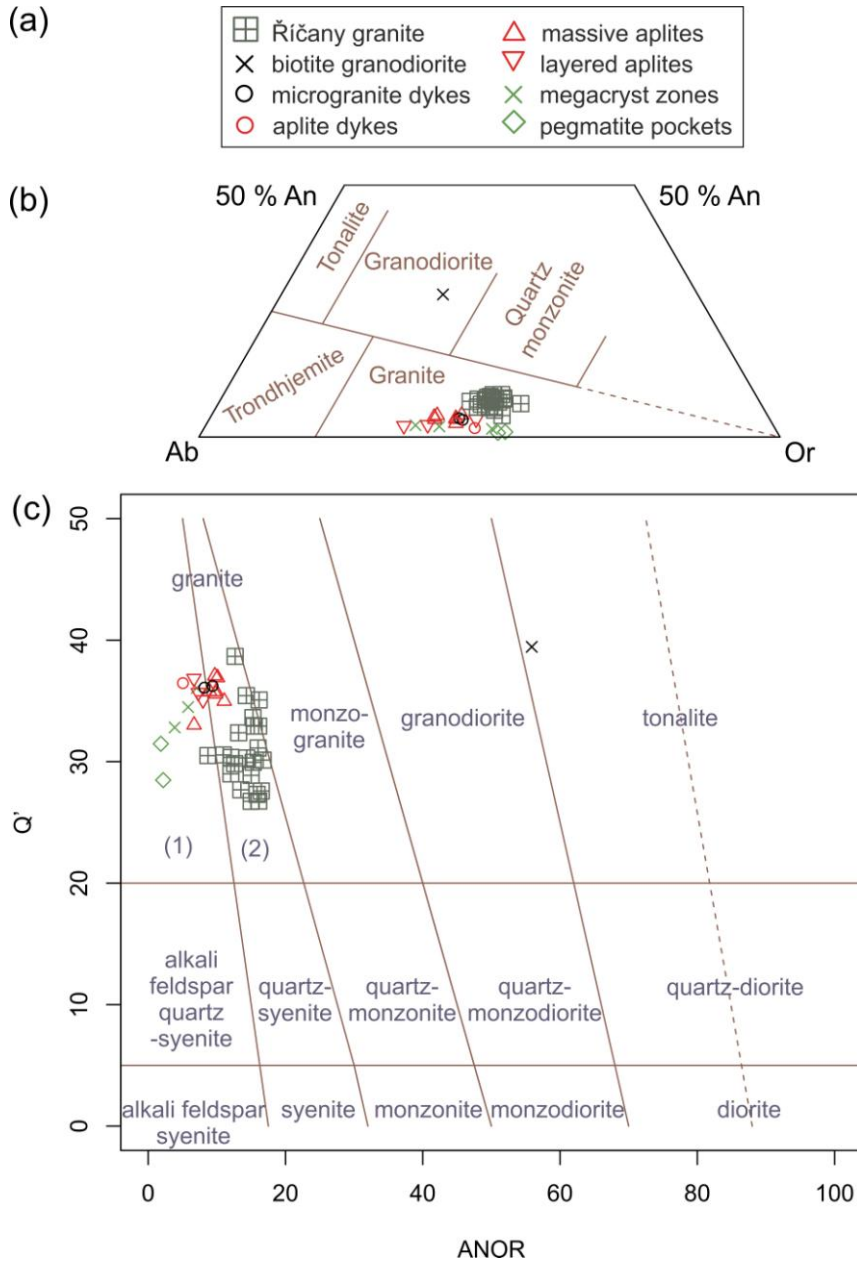 (a)
Říčany granite
biotite granodiorite
microgranite dykes
aplite dykes
massive aplites
layered aplites
megacryst zones
pegmatite pockets
(b)
50 % An
50 % An
Tonalite
Granodiorite
Quartz
monzonite
Trondhjemite
Granite
Ab
Or
(c)
50
40
30
20
10
0
Q'
granite
monzo-
granite
granodiorite
tonalite
(1)
(2)
alkali
feldspar
quartz
-syenite
quartz-
syenite
quartz-
monzonite
quartz-
monzodiorite
quartz-diorite
alkali feldspar
syenite
syenite
monzonite
monzodiorite
diorite
0
20
40
60
80
100
ANOR